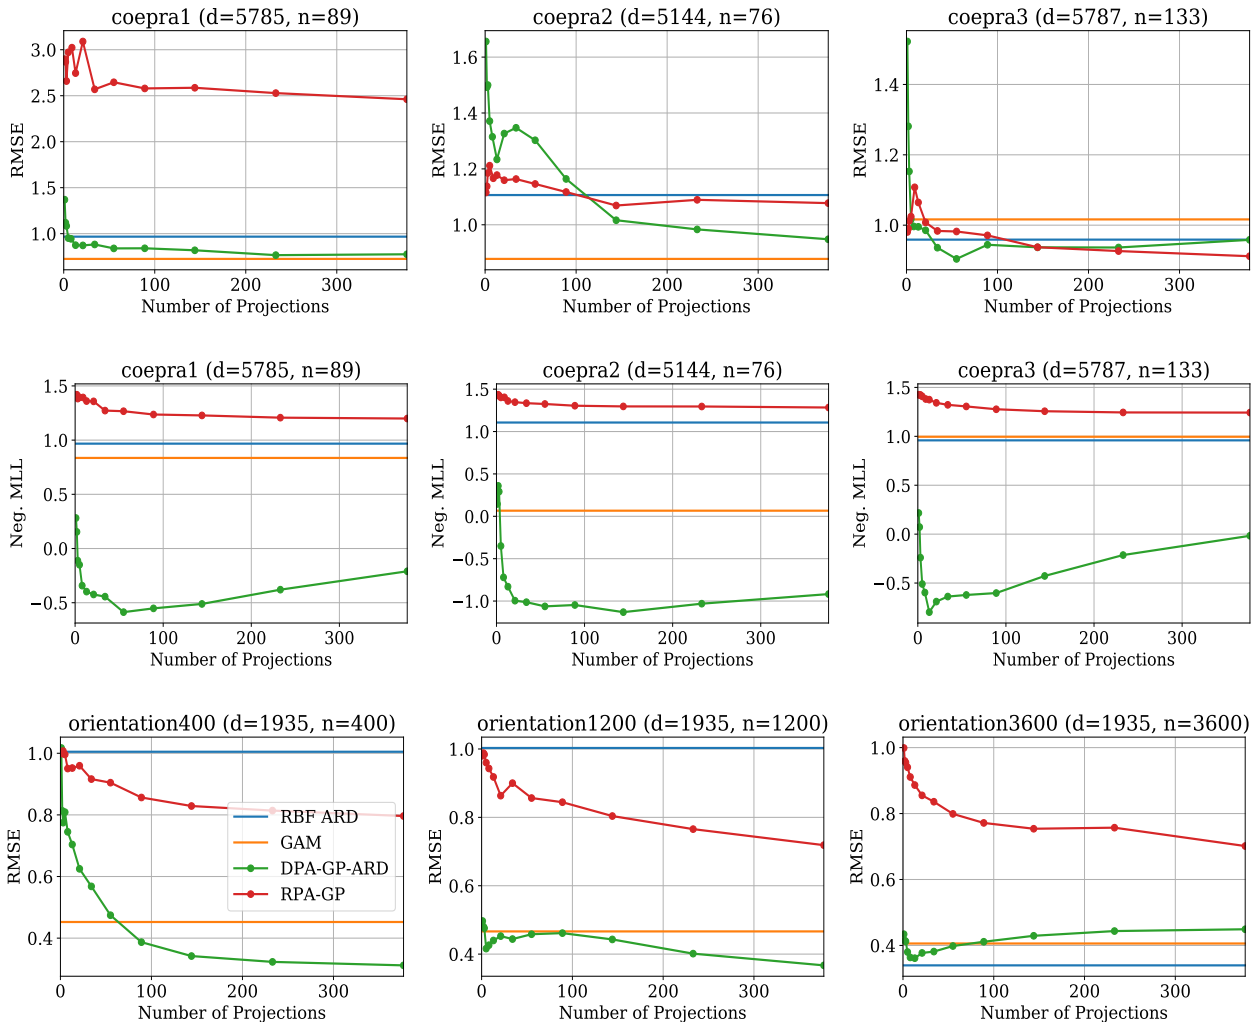 coepra1 (d=5785, n=89)
RMSE
3.0
2.5
2.0
1.5
1.0
0 100 200 300
Number of Projections
coepra2 (d=5144, n=76)
RMSE
1.6
1.4
1.2
1.0
0 100 200 300
Number of Projections
coepra3 (d=5787, n=133)
RMSE
1.4
1.2
1.0
0 100 200 300
Number of Projections
coepra1 (d=5785, n=89)
Neg. MLL
1.5
1.0
0.5
0.0
−0.5
0 100 200 300
Number of Projections
coepra2 (d=5144, n=76)
Neg. MLL
1.5
1.0
0.5
0.0
−0.5
−1.0
0 100 200 300
Number of Projections
coepra3 (d=5787, n=133)
Neg. MLL
1.5
1.0
0.5
0.0
−0.5
0 100 200 300
Number of Projections
orientation400 (d=1935, n=400)
RMSE
1.0
0.8
0.6
0.4
RBF ARD
GAM
DPA-GP-ARD
RPA-GP
0 100 200 300
Number of Projections
orientation1200 (d=1935, n=1200)
RMSE
1.0
0.8
0.6
0.4
0 100 200 300
Number of Projections
orientation3600 (d=1935, n=3600)
RMSE
1.0
0.8
0.6
0.4
0 100 200 300
Number of Projections